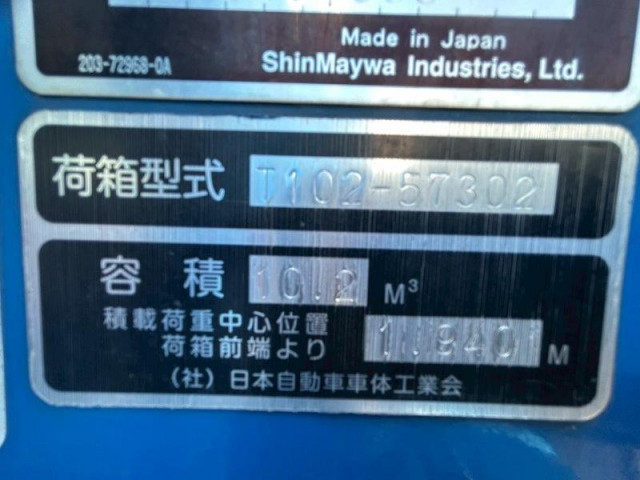 Made in Japan
203-72968-0A
ShinMaywa Industries, Ltd.
荷箱型式 T102-57302
容積 10.2 M³
積載荷重中心位置
荷箱前端より 1.9401 M
（社）日本自動車車体工業会